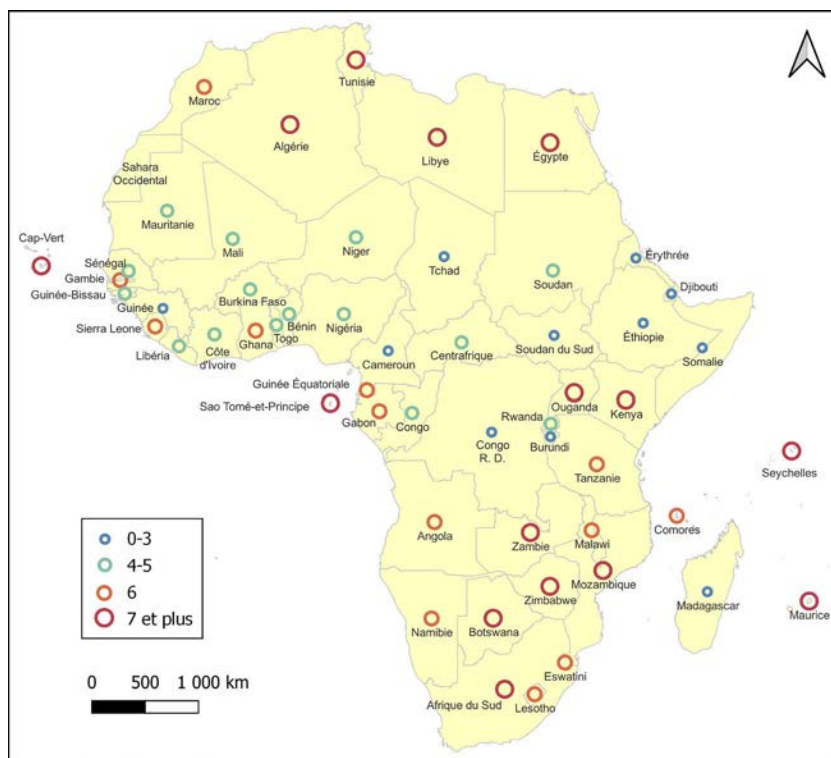 Tunisie
Maroc
Algérie
Libye
Égypte
Sahara
Occidental
Mauritanie
Cap-Vert
Mali
Niger
Tchad
Érythrée
Sénégal
Soudan
Gambie
Djibouti
Guinée-Bissau
Burkina Faso
Guinée
Bénin
Nigéria
Éthiopie
Sierra Leone
Ghana
Togo
Centrafrique
Soudan du Sud
Somalie
Libéria
Côte
d'Ivoire
Cameroun
Guinée Équatoriale
Ouganda
Kenya
Sao Tomé-et-Principe
Rwanda
Gabon
Congo
Congo
R. D.
Burundi
Seychelles
Tanzanie
Comores
Angola
Zambie
Malawi
Mozambique
Zimbabwe
Madagascar
Maurice
Namibie
Botswana
Eswatini
Afrique du Sud
Lesotho
0-3
4-5
6
7 et plus
0 500 1 000 km